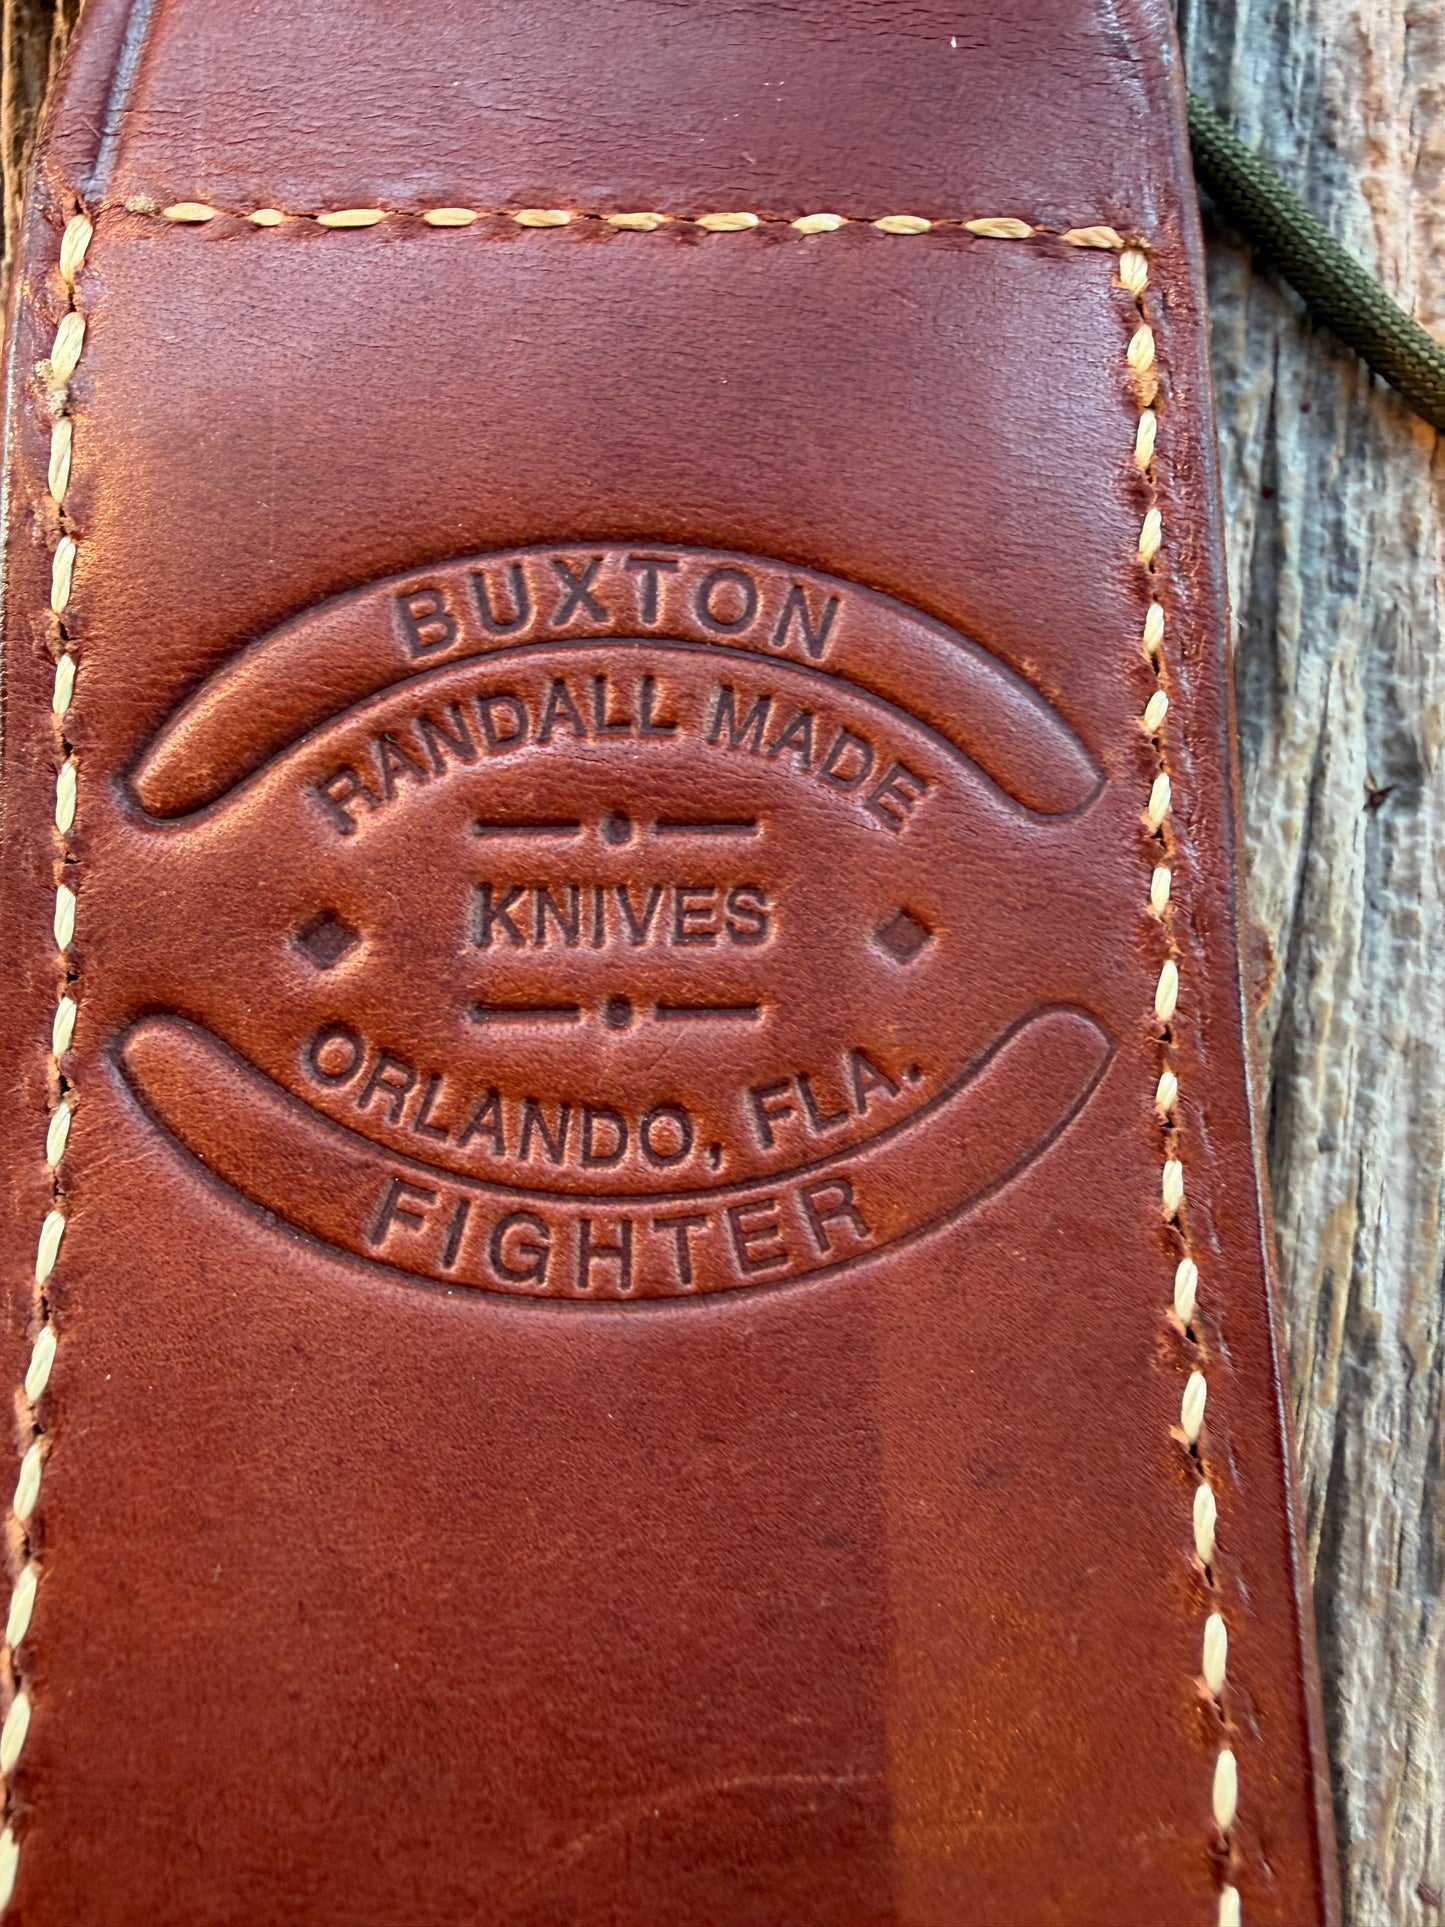 BUXTON
RANDALL MADE
KNIVES
ORLANDO, FLA.
FIGHTER